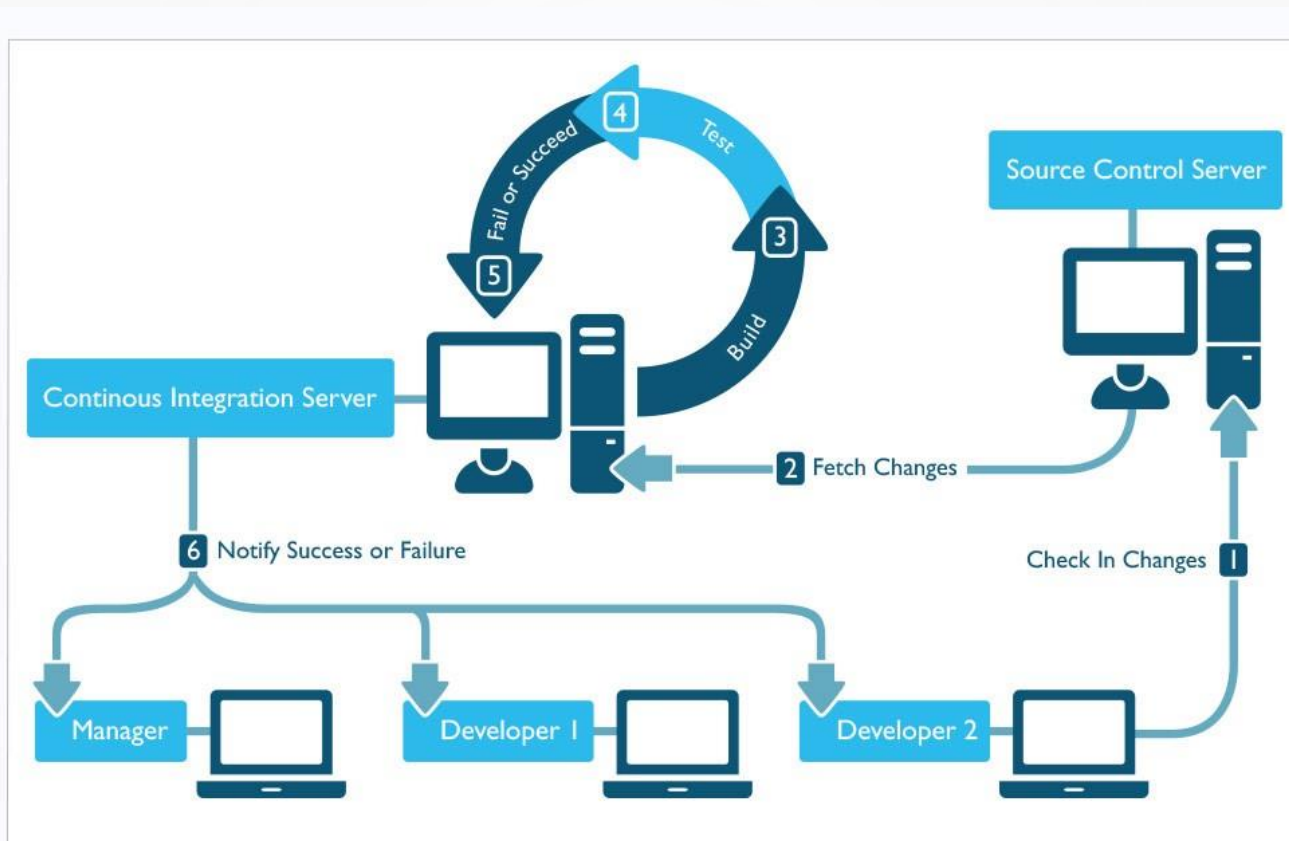 4
Test
Fail or Succeed
Source Control Server
3
5
Build
Continous Integration Server
2 Fetch Changes
6 Notify Success or Failure
Check In Changes 1
Manager
Developer 1
Developer 2